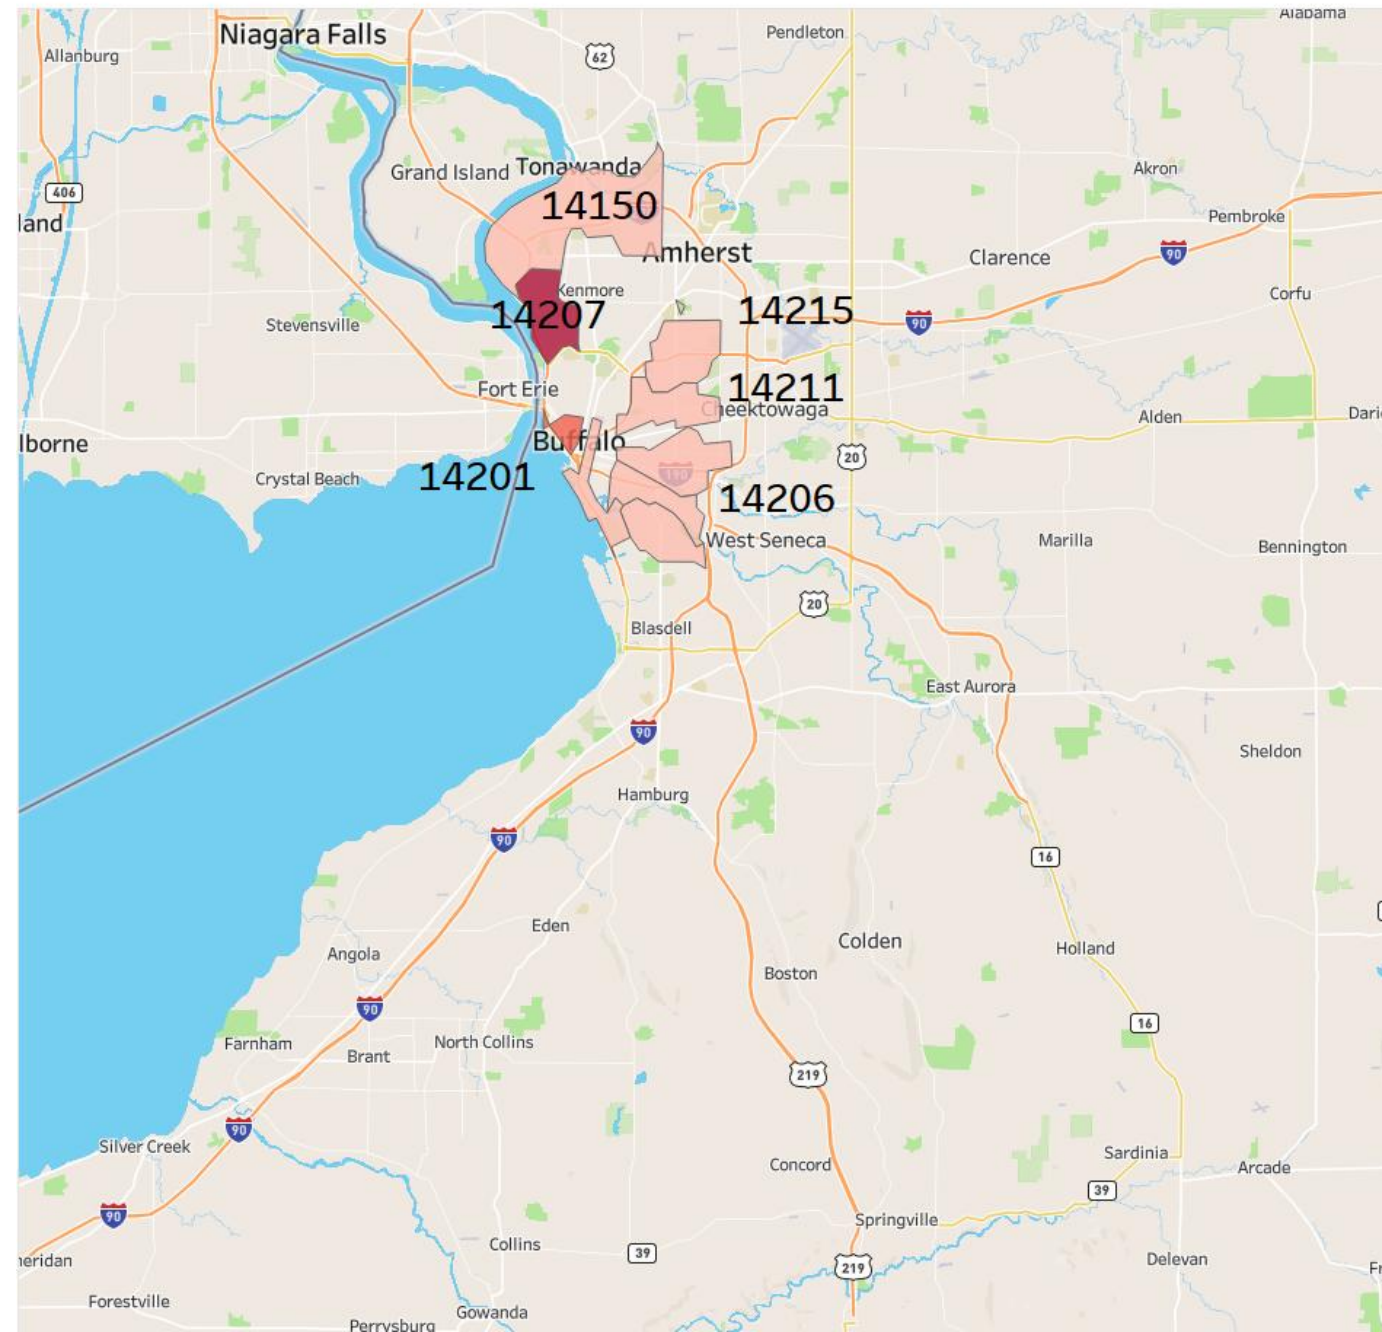 Alabama
Niagara Falls
Pendleton
Allanburg
62
Akron
Tonawanda
Grand Island
406
14150
land
Pembroke
Amherst
Clarence
90
Corfu
Kenmore
14215
14207
90
Stevensville
14211
Fort Erie
Cheektowaga
Alden
Dari
lborne
Buffalo
20
190
Crystal Beach
14201
14206
West Seneca
Marilla
Bennington
20
Blasdell
East Aurora
90
Sheldon
Hamburg
90
16
Eden
Colden
Holland
Angola
Boston
90
16
Farnham
North Collins
Brant
219
90
Silver Creek
Sardinia
Concord
Arcade
39
90
Springville
Collins
39
Delevan
heridan
219
Fr
Forestville
Gowanda
Perrysburg